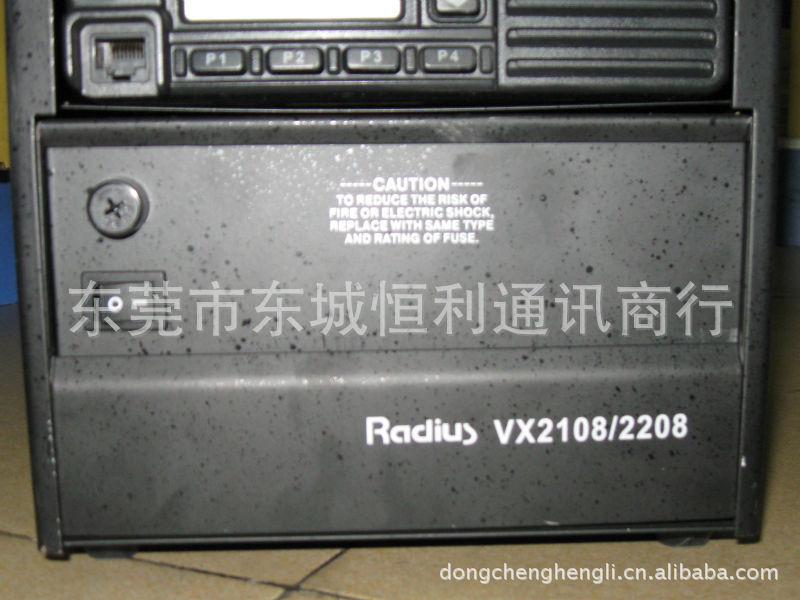 P1 P2 P3 P4
-----CAUTION-----
TO REDUCE THE RISK OF
FIRE OR ELECTRIC SHOCK,
REPLACE WITH SAME TYPE
AND RATING OF FUSE.
东莞市东城恒利通讯商行
Radius VX2108/2208
dongchenghengli.cn.alibaba.com